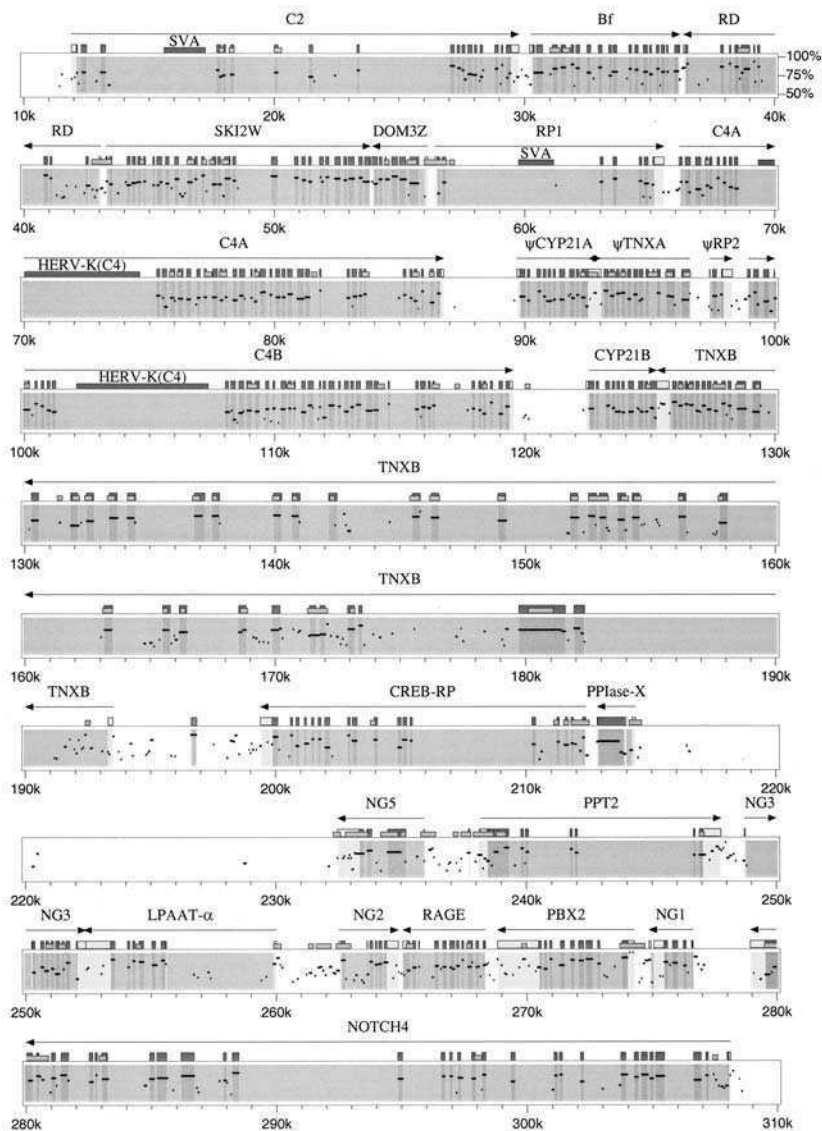 C2 Bf RD
SVA
100%
75%
50%
10k 20k 30k 40k
RD SKI2W DOM3Z RP1 C4A
SVA
40k 50k 60k 70k
C4A ψCYP21A ψTNXA ψRP2
HERV-K(C4)
70k 80k 90k 100k
C4B CYP21B TNXB
HERV-K(C4)
100k 110k 120k 130k
TNXB
130k 140k 150k 160k
TNXB
160k 170k 180k 190k
TNXB CREB-RP PPIase-X
190k 200k 210k 220k
NG5 PPT2 NG3
220k 230k 240k 250k
NG3 LPAAT-α NG2 RAGE PBX2 NG1
250k 260k 270k 280k
NOTCH4
280k 290k 300k 310k